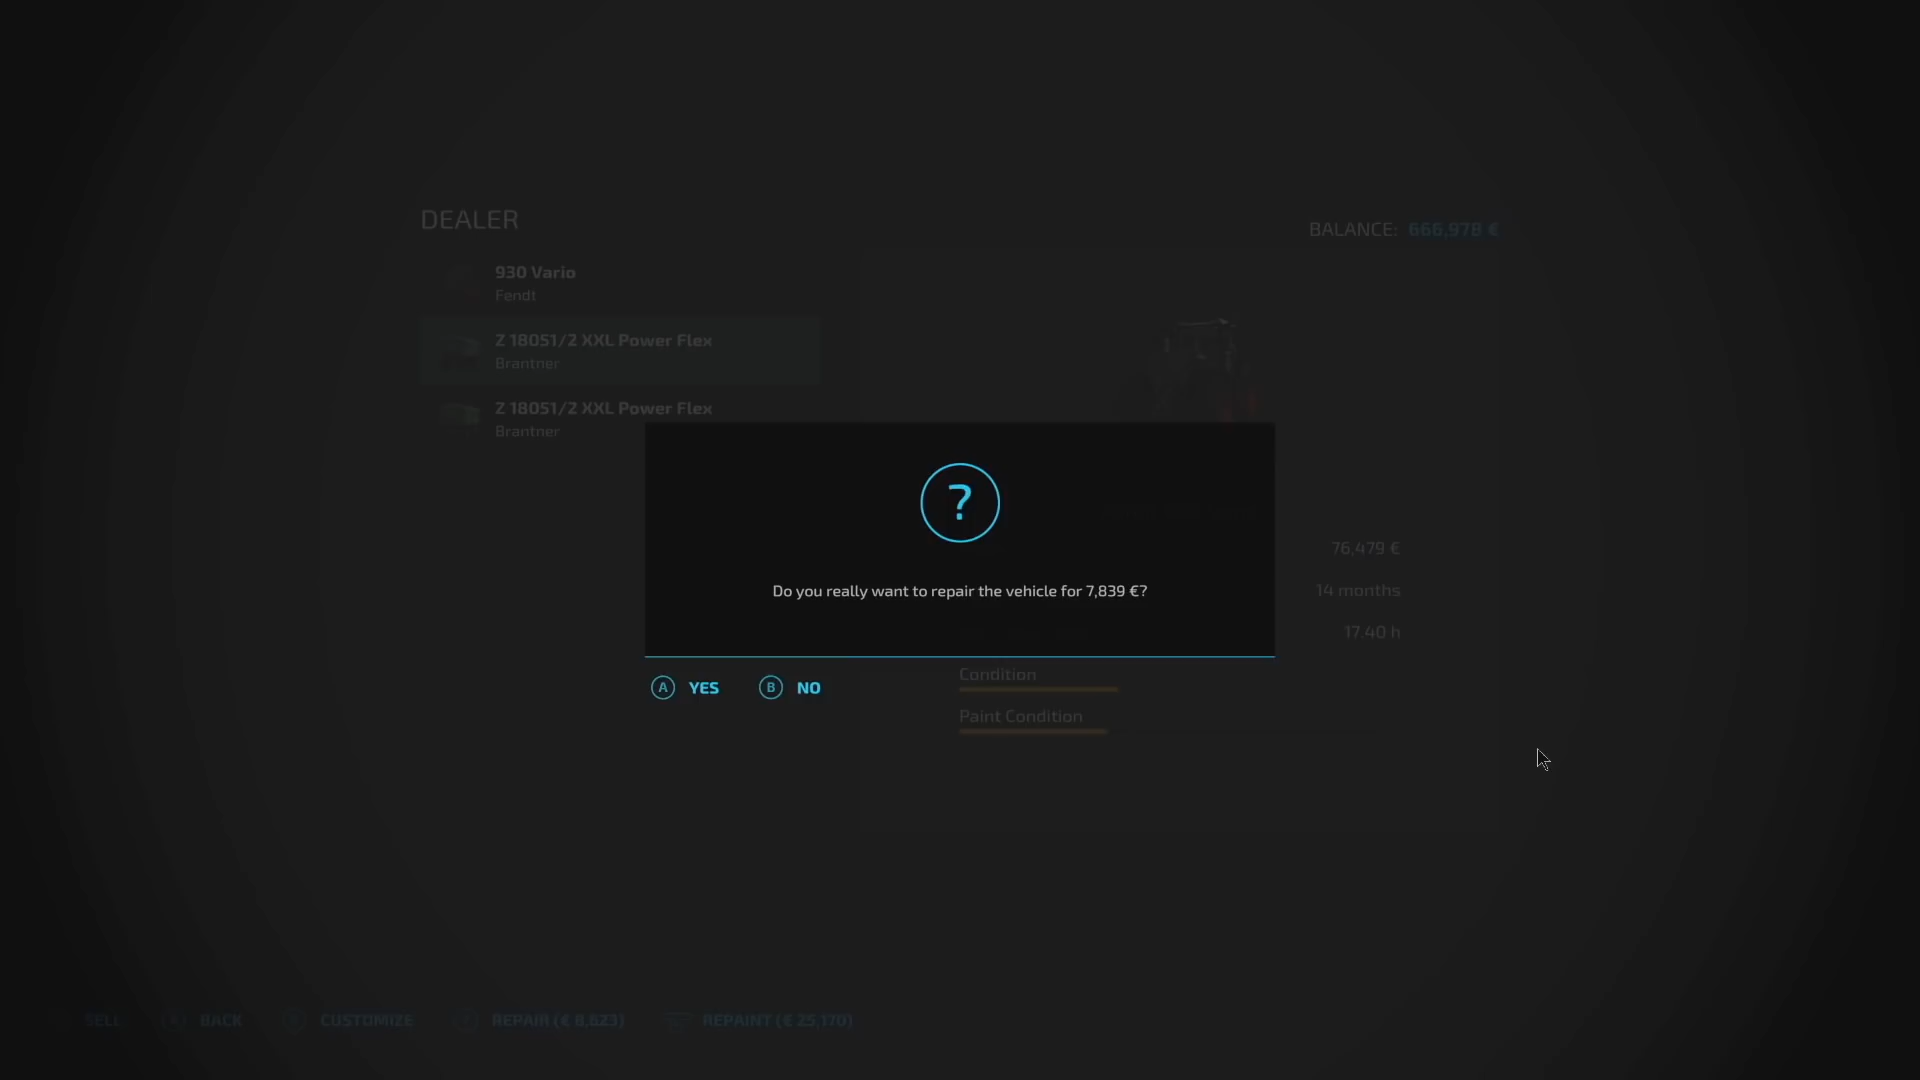 DEALER
BALANCE: 666,978 €
930 Vario
Fendt
Z 18051/2 XXL Power Flex
Brantner
Z 18051/2 XXL Power Flex
Brantner
?
76,479 €
Do you really want to repair the vehicle for 7,839 €?
14 months
17.40 h
Condition
A YES B NO
Paint Condition
SELL BACK CUSTOMIZE REPAIR (€ 8,623) REPAINT (€ 25,170)